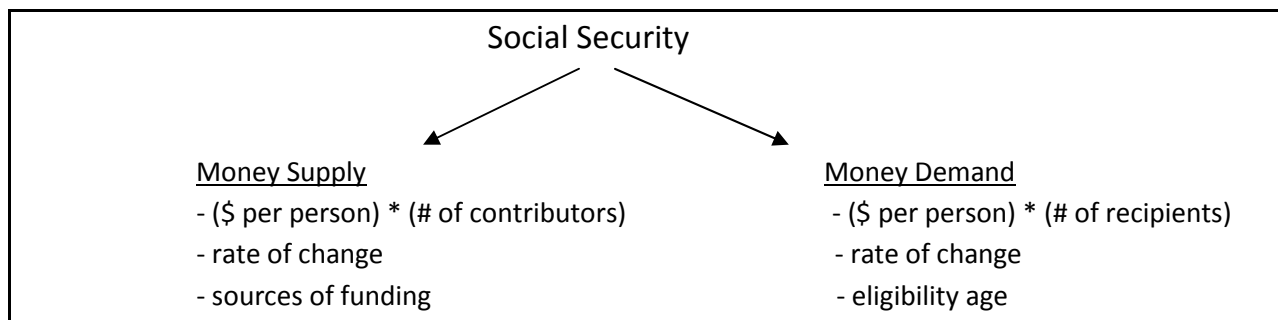 Social Security
Money Supply
- ($ per person) * (# of contributors)
- rate of change
- sources of funding
Money Demand
- ($ per person) * (# of recipients)
- rate of change
- eligibility age